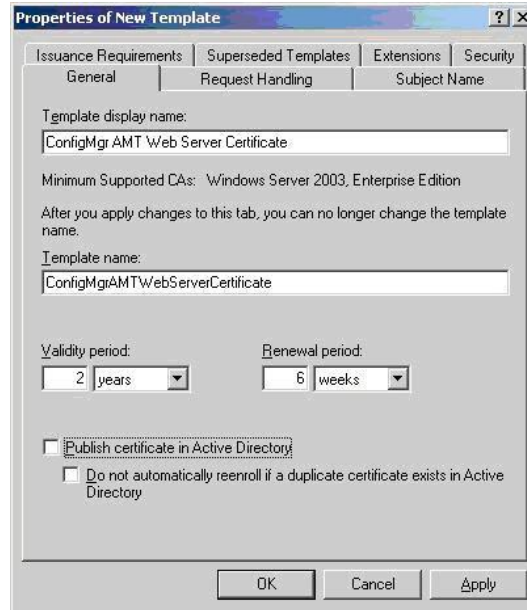 Properties of New Template
Issuance Requirements
Superseded Templates
Extensions
Security
General
Request Handling
Subject Name
Template display name:
ConfigMgr AMT Web Server Certificate
Minimum Supported CAs: Windows Server 2003, Enterprise Edition
After you apply changes to this tab, you can no longer change the template
name.
Template name:
ConfigMgrAMTWebServerCertificate
Validity period:
Renewal period:
2 years
6 weeks
Publish certificate in Active Directory
Do not automatically reenroll if a duplicate certificate exists in Active
Directory
OK
Cancel
Apply